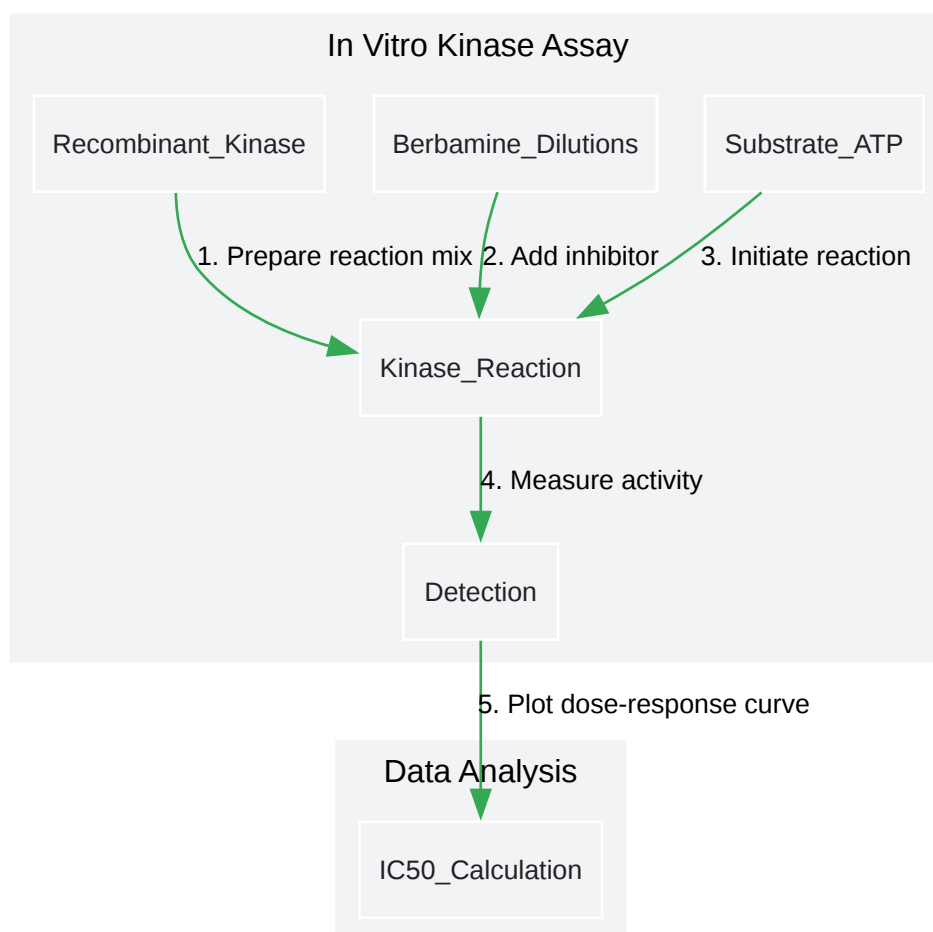 In Vitro Kinase Assay
Recombinant_Kinase
Berbamine_Dilutions
Substrate_ATP
1. Prepare reaction mix
2. Add inhibitor
3. Initiate reaction
Kinase_Reaction
4. Measure activity
Detection
5. Plot dose-response curve
Data Analysis
IC50_Calculation